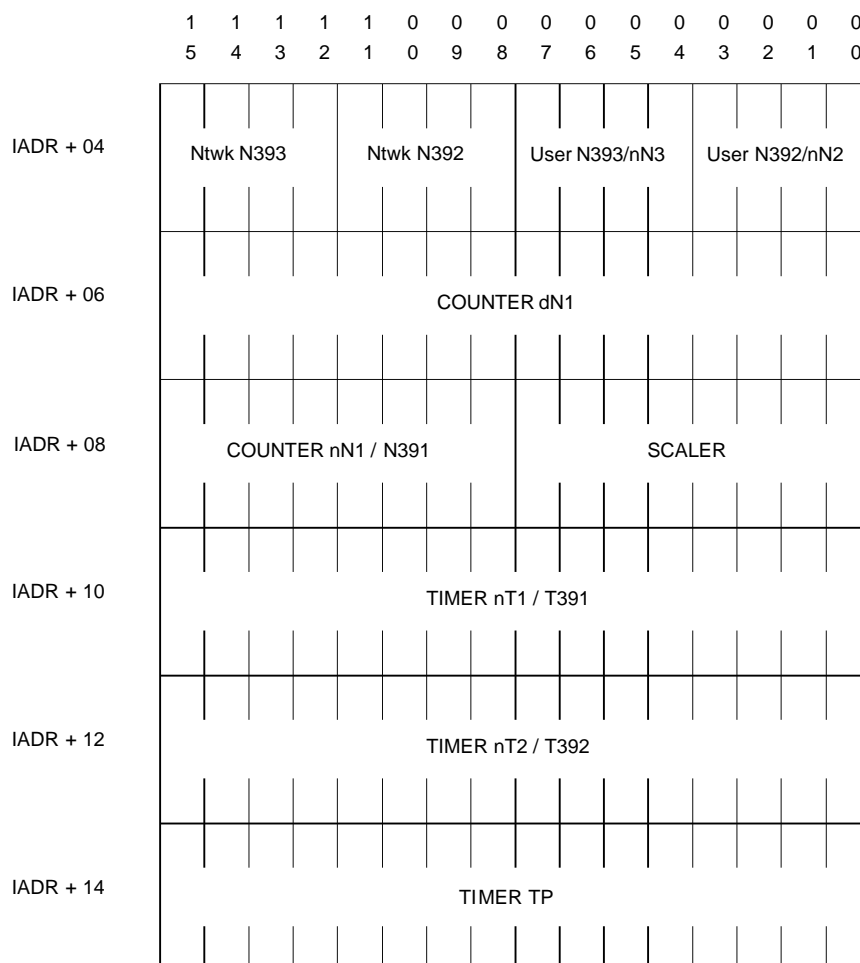 1 1 1 1 1 0 0 0 0 0 0 0 0 0 0 0
5 4 3 2 1 0 9 8 7 6 5 4 3 2 1 0
IADR + 04 Ntwk N393 Ntwk N392 User N393/nN3 User N392/nN2
IADR + 06 COUNTER dN1
IADR + 08 COUNTER nN1 / N391 SCALER
IADR + 10 TIMER nT1 / T391
IADR + 12 TIMER nT2 / T392
IADR + 14 TIMER TP